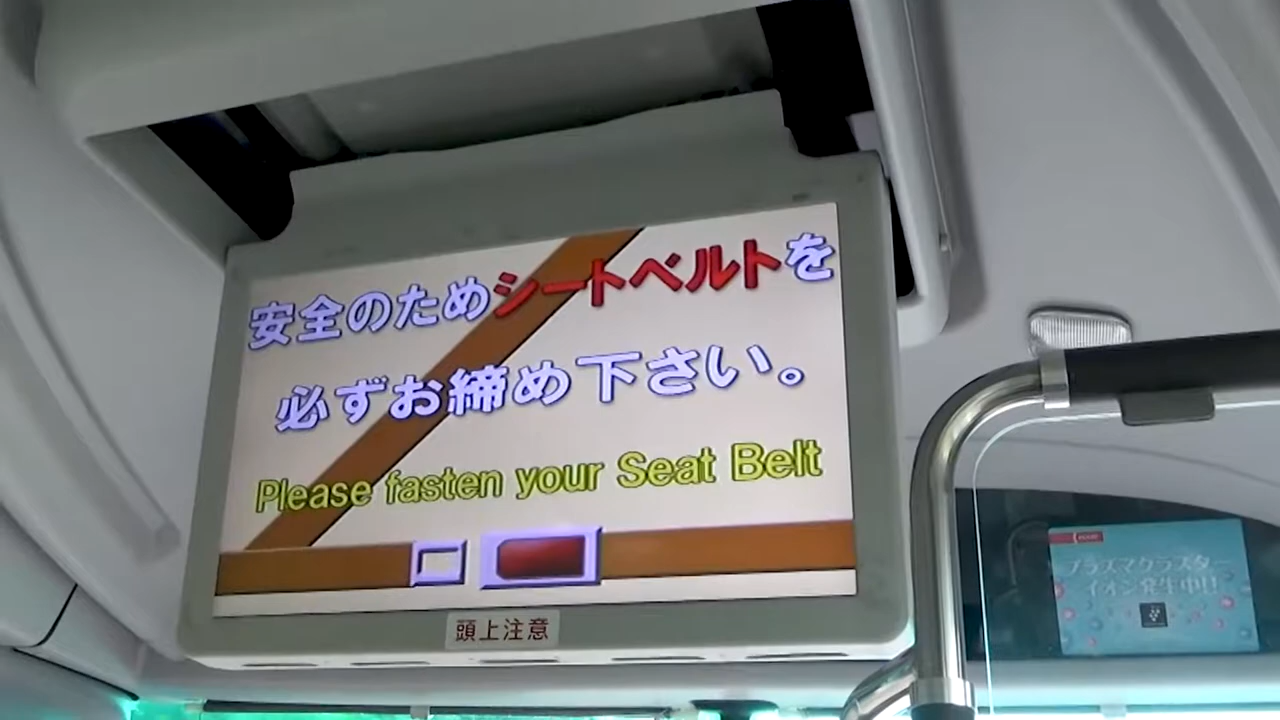 安全のためシートベルトを
必ずお締め下さい。
Please fasten your Seat Belt
頭上注意
プラズマクラスター
イオン発生中!!